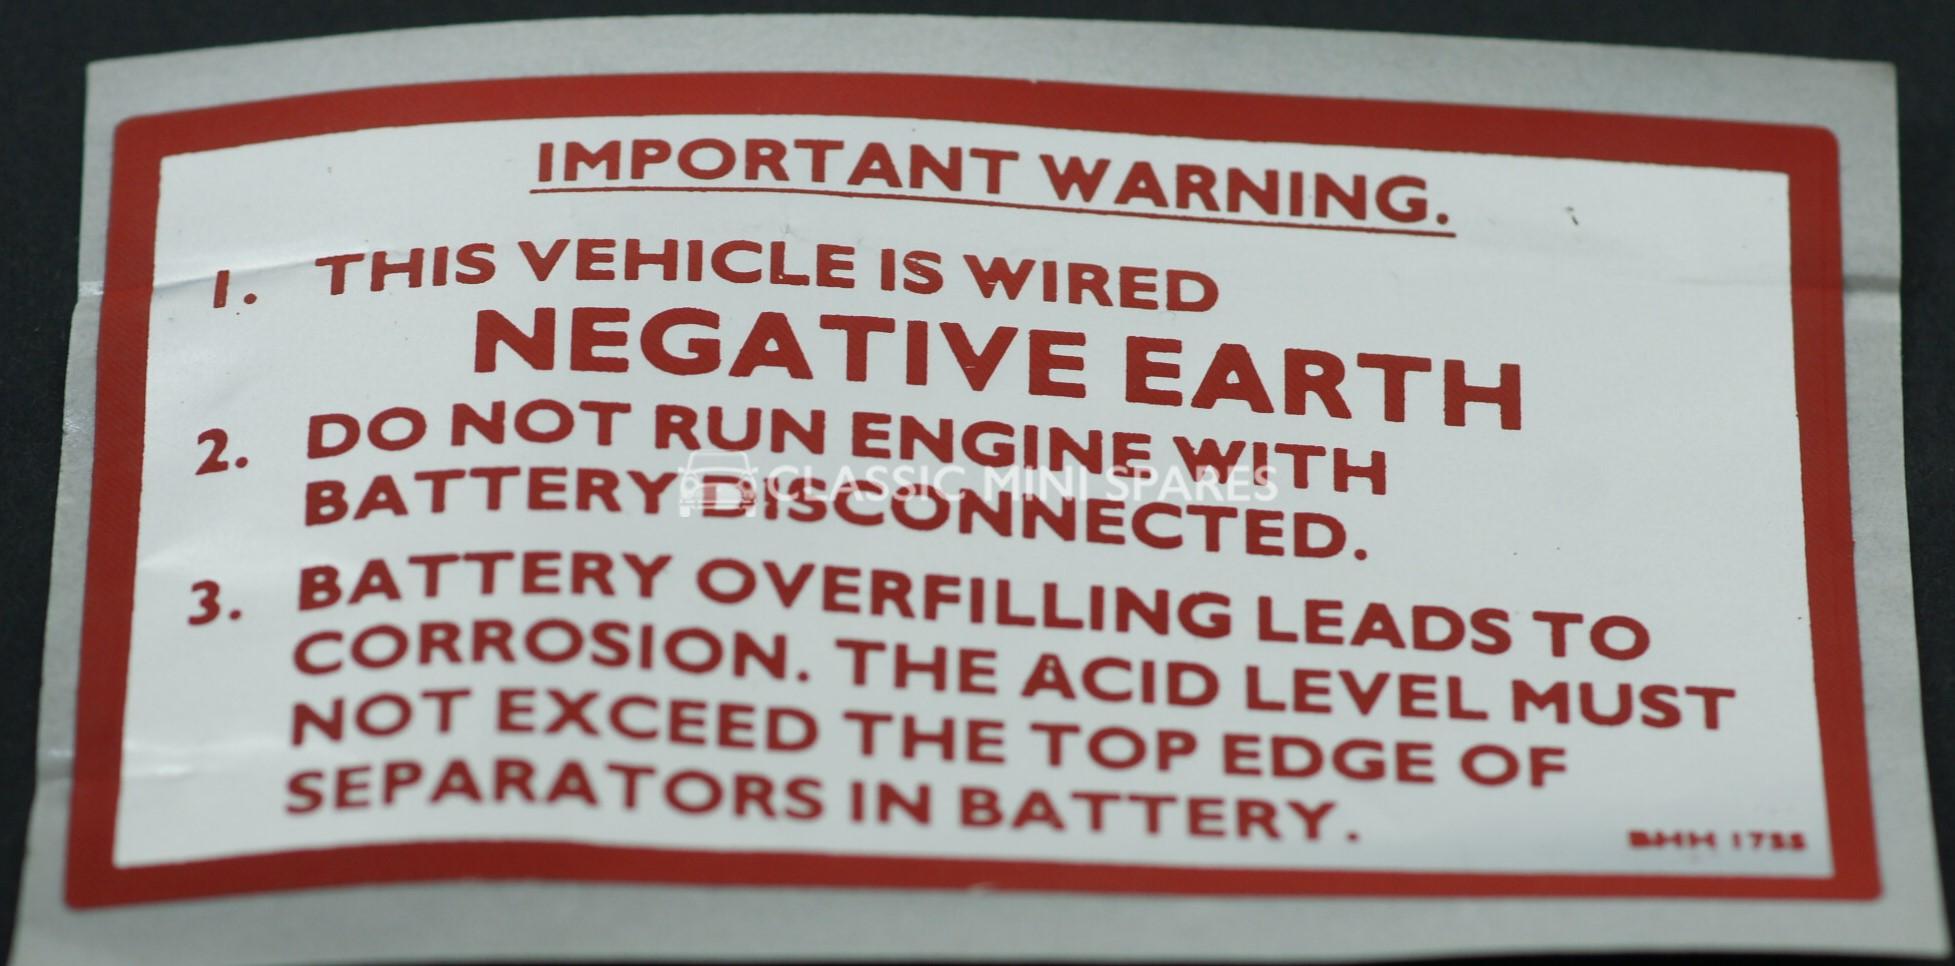 IMPORTANT WARNING.
1. THIS VEHICLE IS WIRED
NEGATIVE EARTH
2. DO NOT RUN ENGINE WITH
BATTERY DISCONNECTED.
CLASSIC MINI SPARES
3. BATTERY OVERFILLING LEADS TO
CORROSION. THE ACID LEVEL MUST
NOT EXCEED THE TOP EDGE OF
SEPARATORS IN BATTERY.
BHH 1735